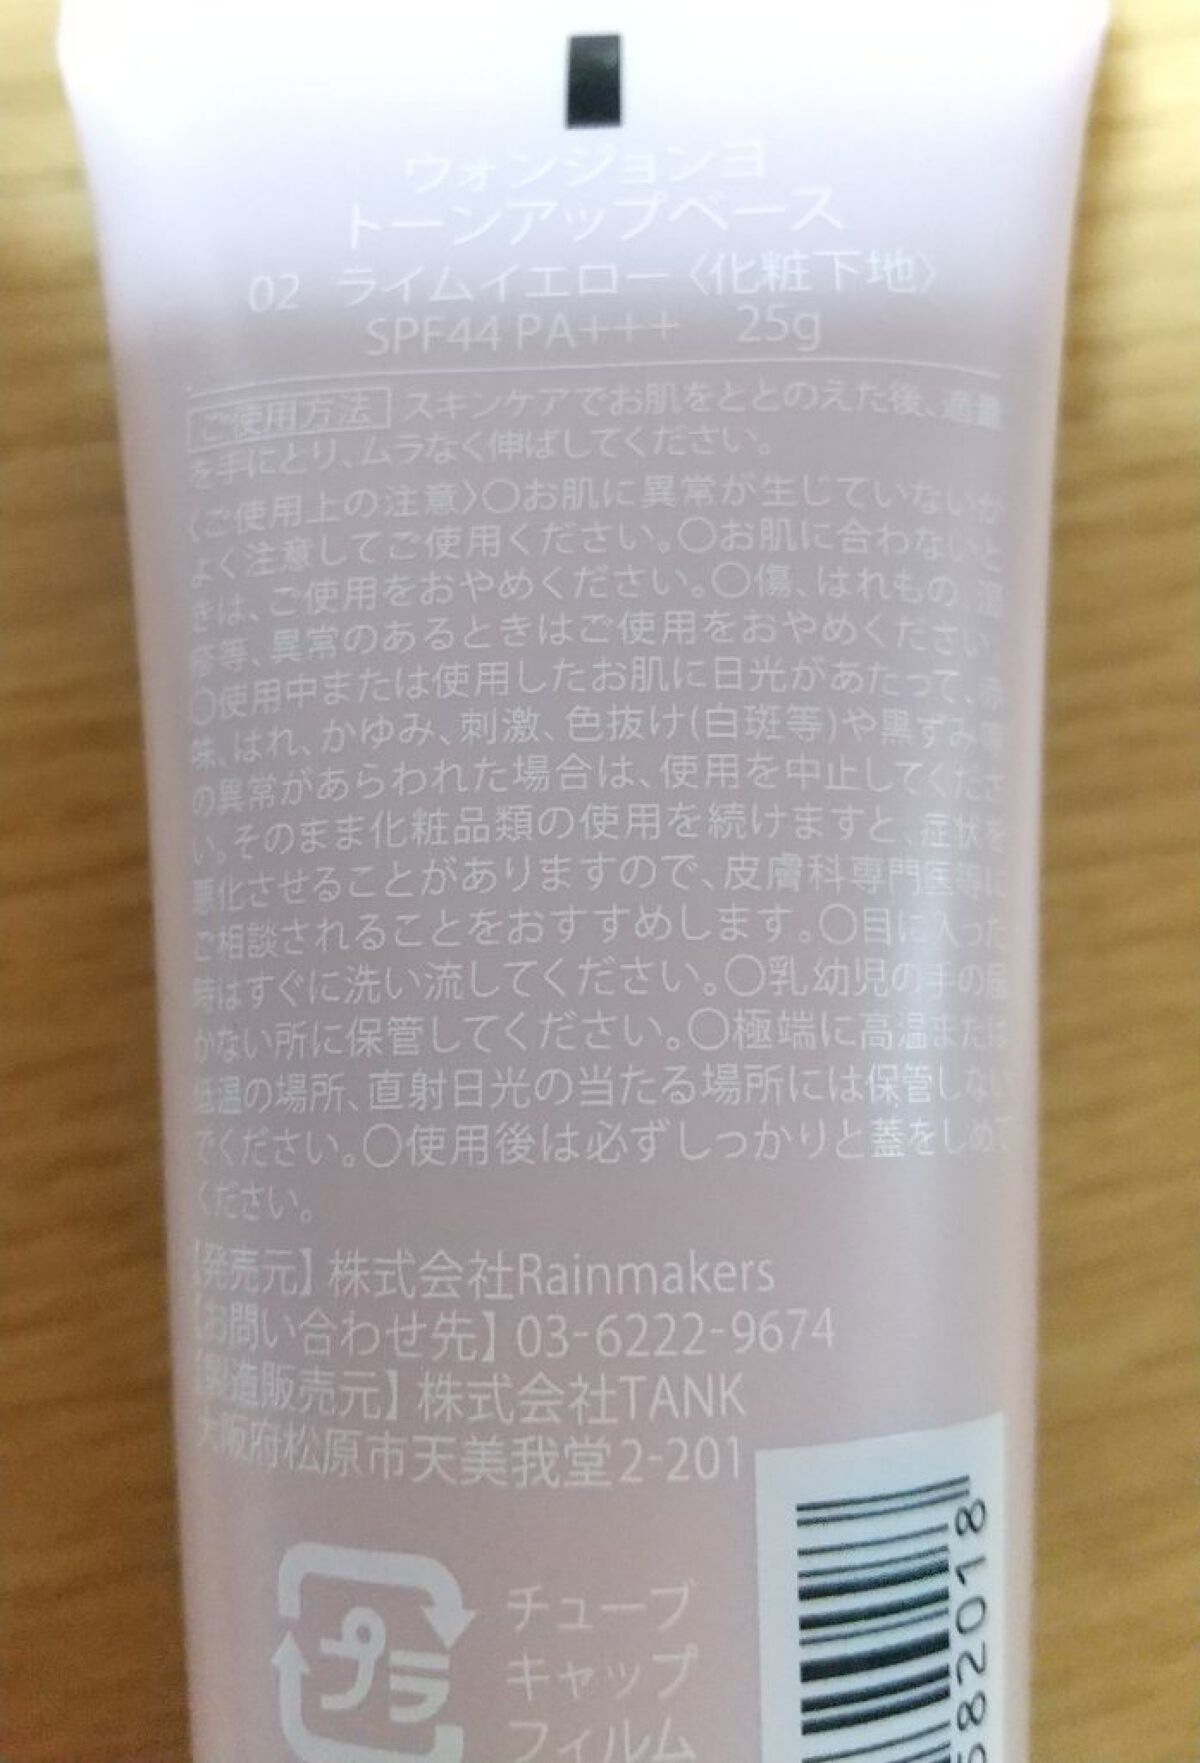 ウォンジョンヨ
トーンアップベース
02 ライムイエロー〈化粧下地〉
SPF44 PA+++ 25g
ご使用方法 スキンケアでお肌をととのえた後、適量
を手にとり、ムラなく伸ばしてください。
〈ご使用上の注意〉〇お肌に異常が生じていないか
よく注意してご使用ください。〇お肌に合わないと
きは、ご使用をおやめください。〇傷、はれもの、湿
疹等、異常のあるときはご使用をおやめください。
〇使用中または使用したお肌に日光があたって、赤
味、はれ、かゆみ、刺激、色抜け(白斑等)や黒ずみ等
の異常があらわれた場合は、使用を中止してくださ
い。そのまま化粧品類の使用を続けますと、症状を
悪化させることがありますので、皮膚科専門医等に
ご相談されることをおすすめします。〇目に入った
時はすぐに洗い流してください。〇乳幼児の手の届
かない所に保管してください。〇極端に高温または
低温の場所、直射日光の当たる場所には保管しない
でください。〇使用後は必ずしっかりと蓋をしめて
ください。
【発売元】株式会社Rainmakers
【お問い合わせ先】03-6222-9674
【製造販売元】株式会社TANK
大阪府松原市天美我堂2-201
プラ
チューブ
キャップ
フィルム
582018